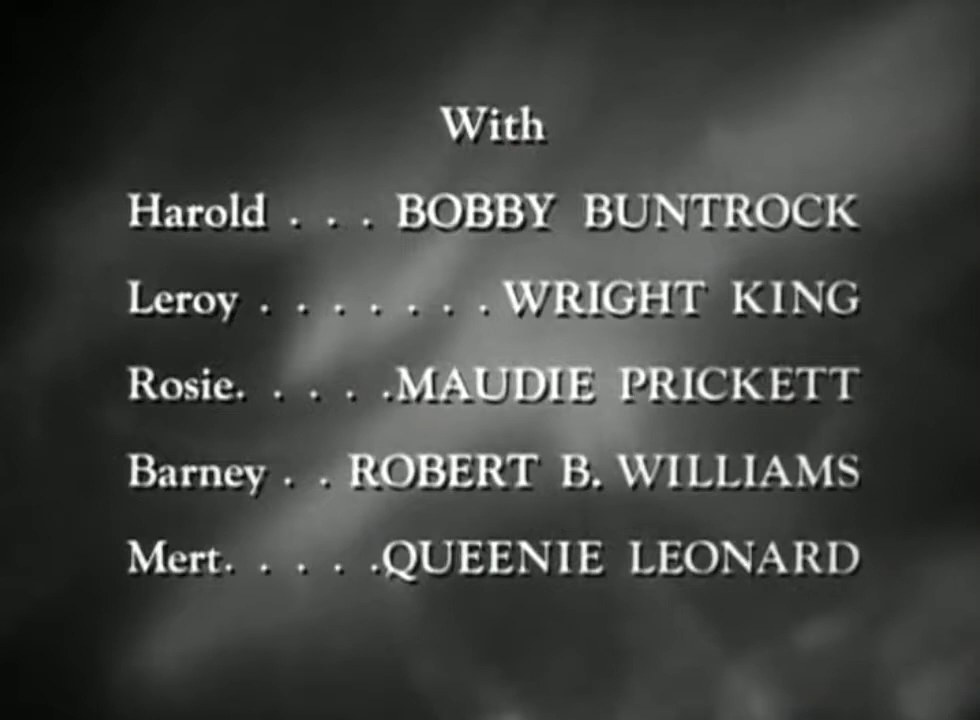 With
Harold . . . BOBBY BUNTROCK
Leroy . . . . . . . WRIGHT KING
Rosie. . . . .MAUDIE PRICKETT
Barney . . ROBERT B. WILLIAMS
Mert. . . . .QUEENIE LEONARD